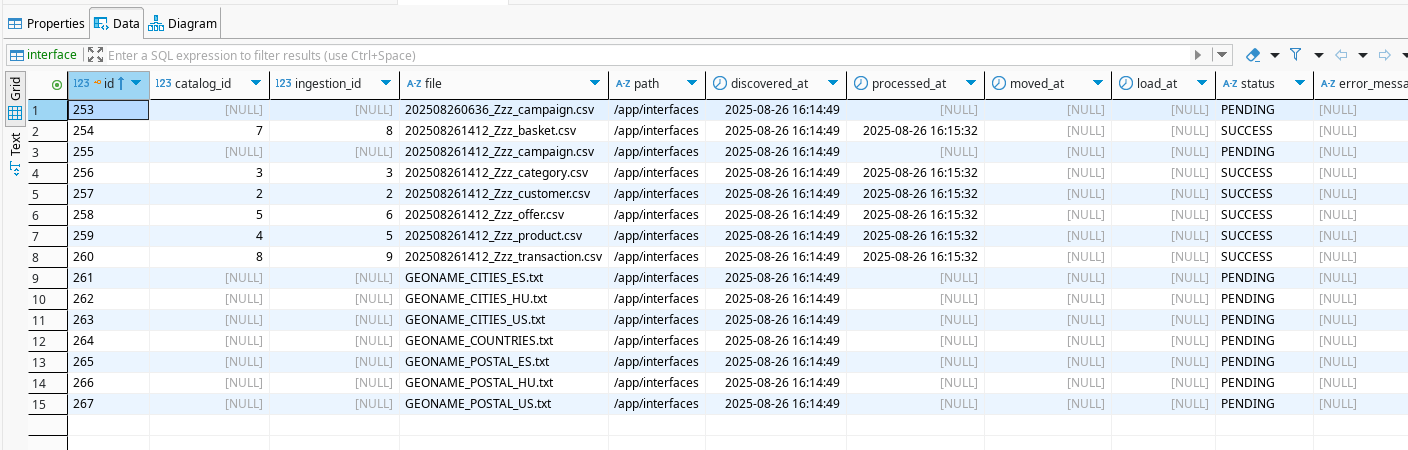 Properties Data Diagram
interface Enter a SQL expression to filter results (use Ctrl+Space)
Grid
Text
123 id 123 catalog_id 123 ingestion_id A-Z file A-Z path discovered_at processed_at moved_at load_at A-Z status A-Z error_messa
1 253 [NULL] [NULL] 202508260636_Zzz_campaign.csv /app/interfaces 2025-08-26 16:14:49 [NULL] [NULL] [NULL] PENDING [NULL]
2 254 7 8 202508261412_Zzz_basket.csv /app/interfaces 2025-08-26 16:14:49 2025-08-26 16:15:32 [NULL] [NULL] SUCCESS [NULL]
3 255 [NULL] [NULL] 202508261412_Zzz_campaign.csv /app/interfaces 2025-08-26 16:14:49 [NULL] [NULL] [NULL] PENDING [NULL]
4 256 3 3 202508261412_Zzz_category.csv /app/interfaces 2025-08-26 16:14:49 2025-08-26 16:15:32 [NULL] [NULL] SUCCESS [NULL]
5 257 2 2 202508261412_Zzz_customer.csv /app/interfaces 2025-08-26 16:14:49 2025-08-26 16:15:32 [NULL] [NULL] SUCCESS [NULL]
6 258 5 6 202508261412_Zzz_offer.csv /app/interfaces 2025-08-26 16:14:49 2025-08-26 16:15:32 [NULL] [NULL] SUCCESS [NULL]
7 259 4 5 202508261412_Zzz_product.csv /app/interfaces 2025-08-26 16:14:49 2025-08-26 16:15:32 [NULL] [NULL] SUCCESS [NULL]
8 260 8 9 202508261412_Zzz_transaction.csv /app/interfaces 2025-08-26 16:14:49 2025-08-26 16:15:32 [NULL] [NULL] SUCCESS [NULL]
9 261 [NULL] [NULL] GEONAME_CITIES_ES.txt /app/interfaces 2025-08-26 16:14:49 [NULL] [NULL] [NULL] PENDING [NULL]
10 262 [NULL] [NULL] GEONAME_CITIES_HU.txt /app/interfaces 2025-08-26 16:14:49 [NULL] [NULL] [NULL] PENDING [NULL]
11 263 [NULL] [NULL] GEONAME_CITIES_US.txt /app/interfaces 2025-08-26 16:14:49 [NULL] [NULL] [NULL] PENDING [NULL]
12 264 [NULL] [NULL] GEONAME_COUNTRIES.txt /app/interfaces 2025-08-26 16:14:49 [NULL] [NULL] [NULL] PENDING [NULL]
13 265 [NULL] [NULL] GEONAME_POSTAL_ES.txt /app/interfaces 2025-08-26 16:14:49 [NULL] [NULL] [NULL] PENDING [NULL]
14 266 [NULL] [NULL] GEONAME_POSTAL_HU.txt /app/interfaces 2025-08-26 16:14:49 [NULL] [NULL] [NULL] PENDING [NULL]
15 267 [NULL] [NULL] GEONAME_POSTAL_US.txt /app/interfaces 2025-08-26 16:14:49 [NULL] [NULL] [NULL] PENDING [NULL]